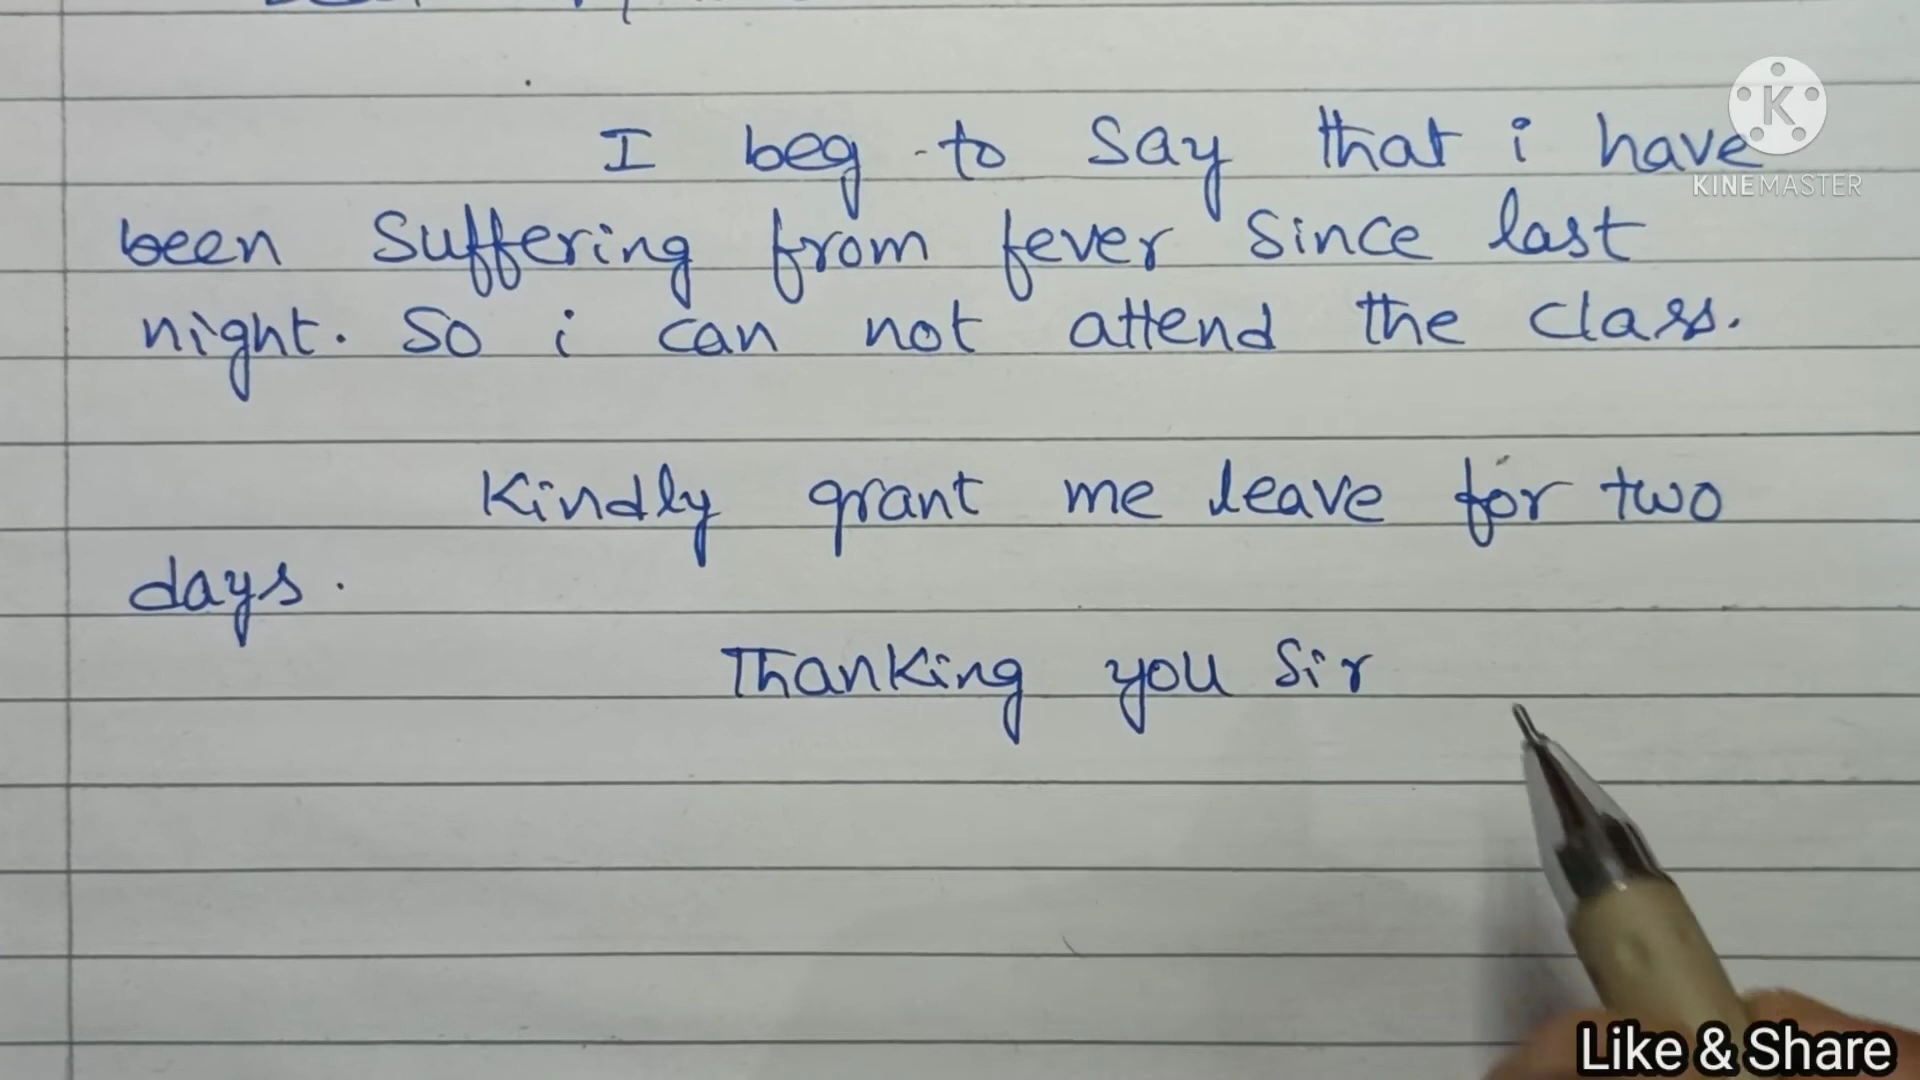 I beg to say that i have
been suffering from fever since last
night. So i can not attend the class.
Kindly grant me leave for two
days.
Thanking you Sir
K
KINEMASTER
Like & Share